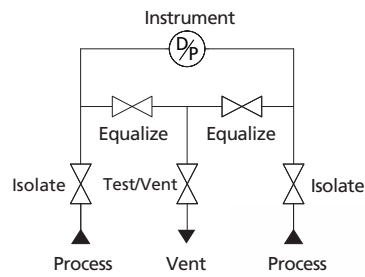 Instrument
D/P
Equalize Equalize
Isolate Test/Vent Isolate
Process Vent Process